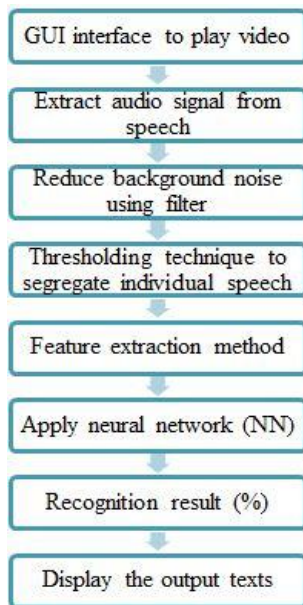 GUI interface to play video
Extract audio signal from
speech
Reduce background noise
using filter
Thresholding technique to
segregate individual speech
Feature extraction method
Apply neural network (NN)
Recognition result (%)
Display the output texts